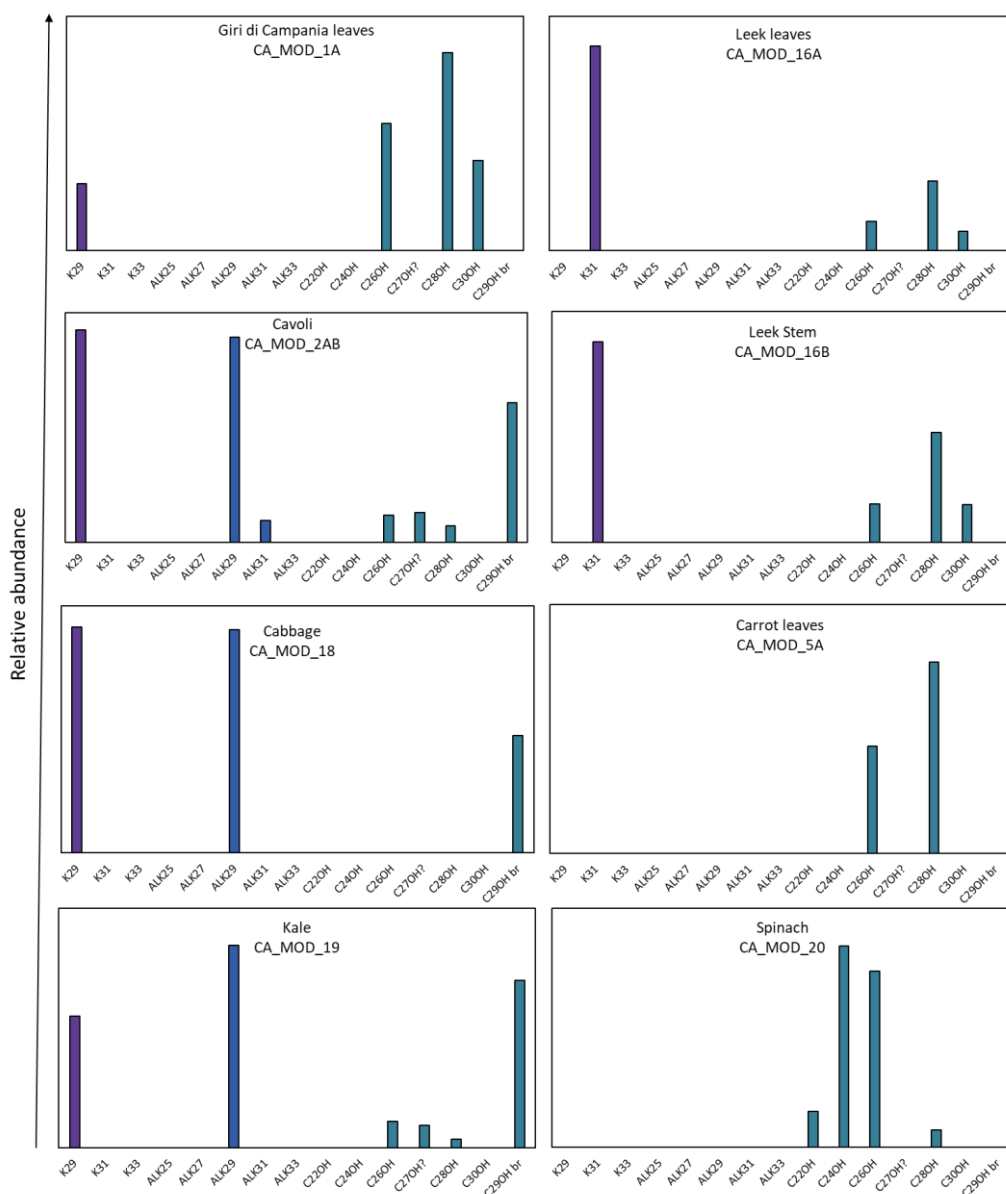 Relative abundance
Giri di Campania leaves
CA_MOD_1A
K29 K31 K33 ALK25 ALK27 ALK29 ALK31 ALK33 C22OH C24OH C26OH C27OH? C28OH C30OH C29OH br
Leek leaves
CA_MOD_16A
K29 K31 K33 ALK25 ALK27 ALK29 ALK31 ALK33 C22OH C24OH C26OH C27OH? C28OH C30OH C29OH br
Cavoli
CA_MOD_2AB
K29 K31 K33 ALK25 ALK27 ALK29 ALK31 ALK33 C22OH C24OH C26OH C27OH? C28OH C30OH C29OH br
Leek Stem
CA_MOD_16B
K29 K31 K33 ALK25 ALK27 ALK29 ALK31 ALK33 C22OH C24OH C26OH C27OH? C28OH C30OH C29OH br
Cabbage
CA_MOD_18
K29 K31 K33 ALK25 ALK27 ALK29 ALK31 ALK33 C22OH C24OH C26OH C27OH? C28OH C30OH C29OH br
Carrot leaves
CA_MOD_5A
K29 K31 K33 ALK25 ALK27 ALK29 ALK31 ALK33 C22OH C24OH C26OH C27OH? C28OH C30OH C29OH br
Kale
CA_MOD_19
K29 K31 K33 ALK25 ALK27 ALK29 ALK31 ALK33 C22OH C24OH C26OH C27OH? C28OH C30OH C29OH br
Spinach
CA_MOD_20
K29 K31 K33 ALK25 ALK27 ALK29 ALK31 ALK33 C22OH C24OH C26OH C27OH? C28OH C30OH C29OH br